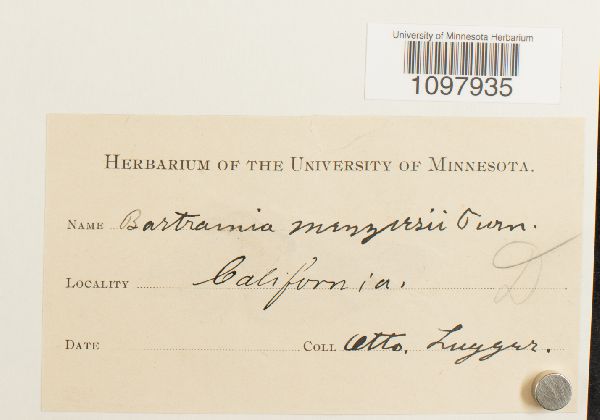 University of Minnesota Herbarium
1097935
HERBARIUM OF THE UNIVERSITY OF MINNESOTA.
NAME Bartramia menziesii Turn.
LOCALITY California.
D
DATE COLL Otto. Lugger.